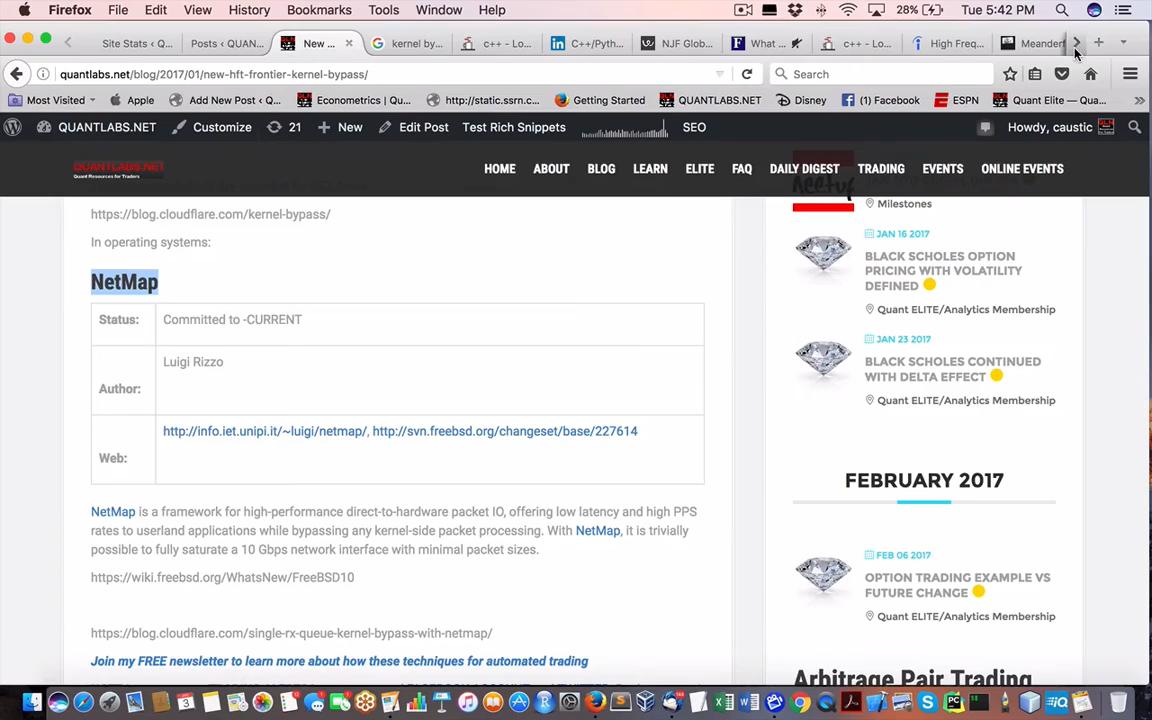 Firefox File Edit View History Bookmarks Tools Window Help 28% Tue 5:42 PM
Site Stats ‹ Q... Posts ‹ QUAN... New ... kernel by... c++ - Lo... C++/Pyth... NJF Glob... What ... c++ - Lo... High Freq... Meander
quantlabs.net/blog/2017/01/new-hft-frontier-kernel-bypass/ Search
Most Visited Apple Add New Post ‹ Q... Econometrics | Qu... http://static.ssrn.c... Getting Started QUANTLABS.NET Disney (1) Facebook ESPN Quant Elite — Qua...
QUANTLABS.NET Customize 21 New Edit Post Test Rich Snippets SEO Howdy, caustic
QUANTLABS.NET
Quant Resources for Traders
HOME ABOUT BLOG LEARN ELITE FAQ DAILY DIGEST TRADING EVENTS ONLINE EVENTS
https://blog.cloudflare.com/kernel-bypass/
In operating systems:
NetMap
Status: Committed to -CURRENT
Luigi Rizzo
Author:
http://info.iet.unipi.it/~luigi/netmap/, http://svn.freebsd.org/changeset/base/227614
Web:
NetMap is a framework for high-performance direct-to-hardware packet IO, offering low latency and high PPS
rates to userland applications while bypassing any kernel-side packet processing. With NetMap, it is trivially
possible to fully saturate a 10 Gbps network interface with minimal packet sizes.
https://wiki.freebsd.org/WhatsNew/FreeBSD10
https://blog.cloudflare.com/single-rx-queue-kernel-bypass-with-netmap/
Join my FREE newsletter to learn more about how these techniques for automated trading
Milestones
JAN 16 2017
BLACK SCHOLES OPTION
PRICING WITH VOLATILITY
DEFINED
Quant ELITE/Analytics Membership
JAN 23 2017
BLACK SCHOLES CONTINUED
WITH DELTA EFFECT
Quant ELITE/Analytics Membership
FEBRUARY 2017
FEB 06 2017
OPTION TRADING EXAMPLE VS
FUTURE CHANGE
Quant ELITE/Analytics Membership
Arbitrage Pair Trading